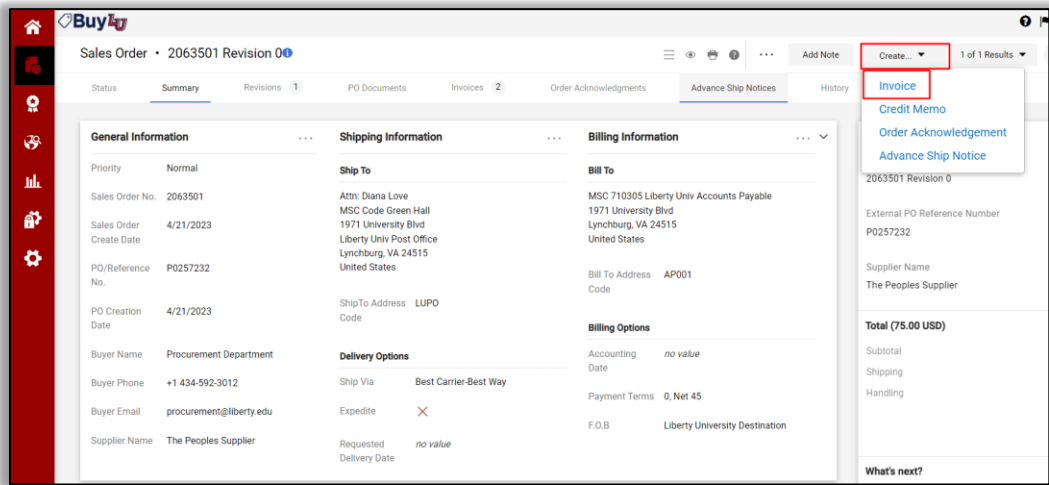 BuyLU
Sales Order • 2063501 Revision 0
Add Note
Create...
1 of 1 Results
Status
Summary
Revisions 1
PO Documents
Invoices 2
Order Acknowledgments
Advance Ship Notices
History
Invoice
Credit Memo
Order Acknowledgement
Advance Ship Notice
General Information
Priority Normal
Sales Order No. 2063501
Sales Order 4/21/2023
Create Date
PO/Reference P0257232
No.
PO Creation 4/21/2023
Date
Buyer Name Procurement Department
Buyer Phone +1 434-592-3012
Buyer Email procurement@liberty.edu
Supplier Name The Peoples Supplier
Shipping Information
Ship To
Attn: Diana Love
MSC Code Green Hall
1971 University Blvd
Liberty Univ Post Office
Lynchburg, VA 24515
United States
ShipTo Address LUPO
Code
Delivery Options
Ship Via Best Carrier-Best Way
Expedite
Requested no value
Delivery Date
Billing Information
Bill To
MSC 710305 Liberty Univ Accounts Payable
1971 University Blvd
Lynchburg, VA 24515
United States
Bill To Address AP001
Code
Billing Options
Accounting no value
Date
Payment Terms 0, Net 45
F.O.B Liberty University Destination
2063501 Revision 0
External PO Reference Number
P0257232
Supplier Name
The Peoples Supplier
Total (75.00 USD)
Subtotal
Shipping
Handling
What's next?